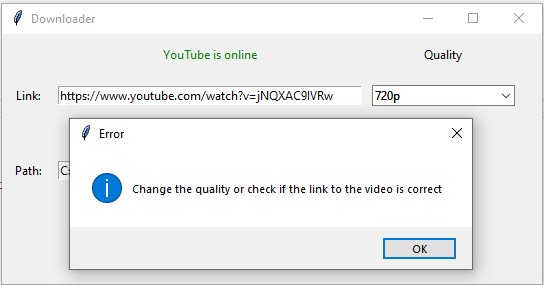 Downloader
YouTube is online
Quality
Link:
https://www.youtube.com/watch?v=jNQXAC9IVRw
720p
Error
Path:
C:
Change the quality or check if the link to the video is correct
OK